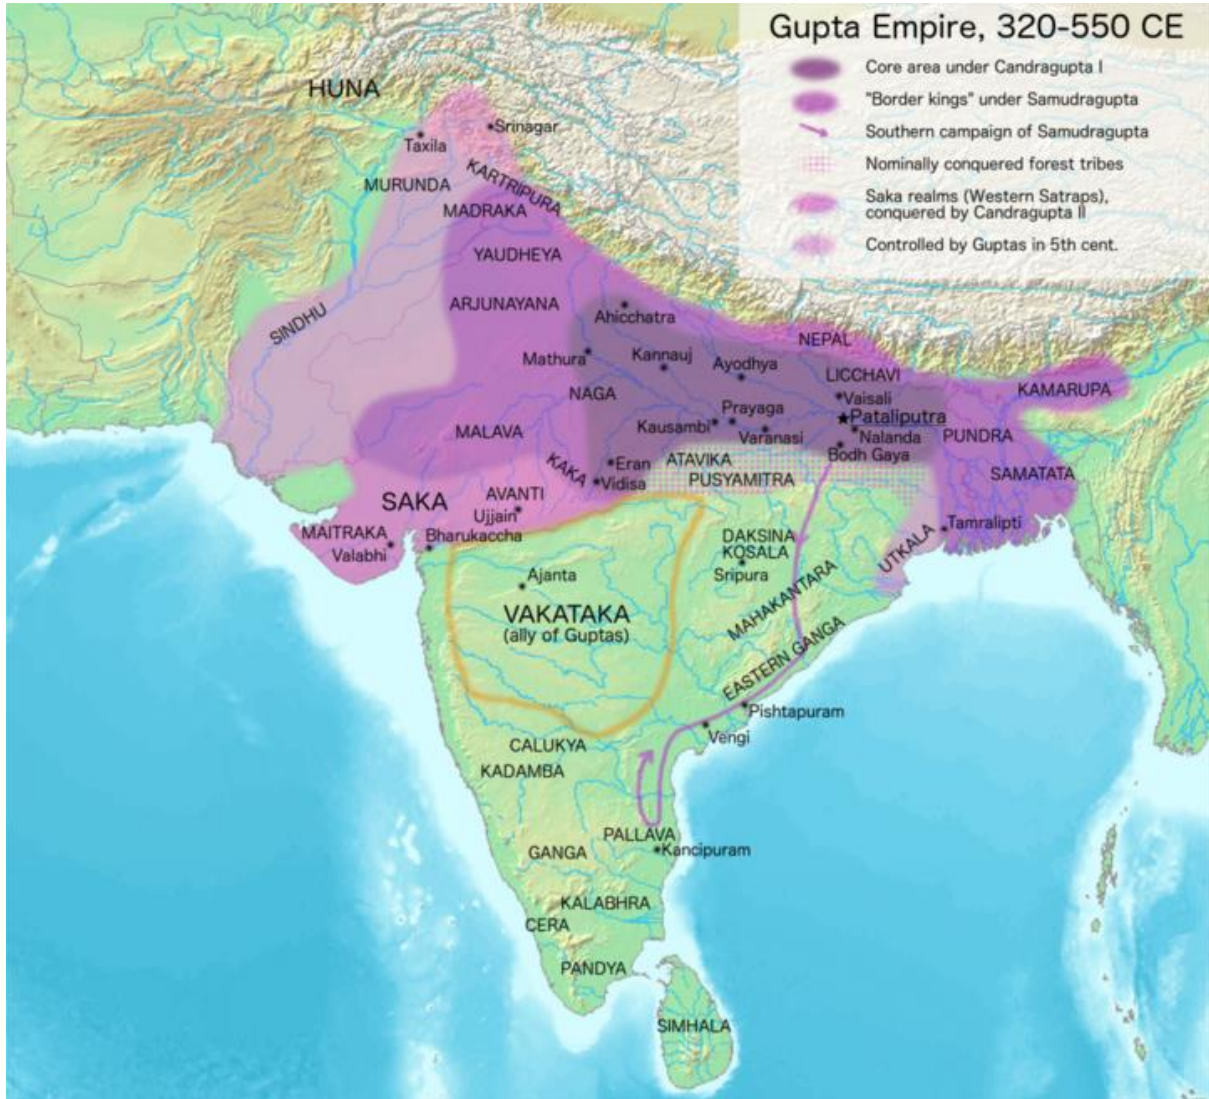 Gupta Empire, 320-550 CE
Core area under Candragupta I
"Border kings" under Samudragupta
Southern campaign of Samudragupta
Nominally conquered forest tribes
Saka realms (Western Satraps),
conquered by Candragupta II
Controlled by Guptas in 5th cent.
HUNA
Srinagar
Taxila
KARTRIPURA
MURUNDA
MADRAKA
YAUDHEYA
ARJUNAYANA
SINDHU
Ahicchatra
NEPAL
Mathura
Kannauj
Ayodhya
LICCHAVI
KAMARUPA
NAGA
Vaisali
Prayaga
Pataliputra
Kausambi
Varanasi
Nalanda
PUNDRA
MALAVA
Bodh Gaya
KAKA
Eran
ATAVIKA
Vidisa
PUSYAMITRA
SAMATATA
SAKA
AVANTI
Ujjain
Tamralipti
MAITRAKA
Valabhi
Bharukaccha
DAKSINA
KOSALA
Sripura
UTKALA
Ajanta
MAHAKANTARA
VAKATAKA
(ally of Guptas)
EASTERN GANGA
Pishtapuram
Vengi
CALUKYA
KADAMBA
PALLAVA
Kancipuram
GANGA
KALABHRA
CERA
PANDYA
SIMHALA